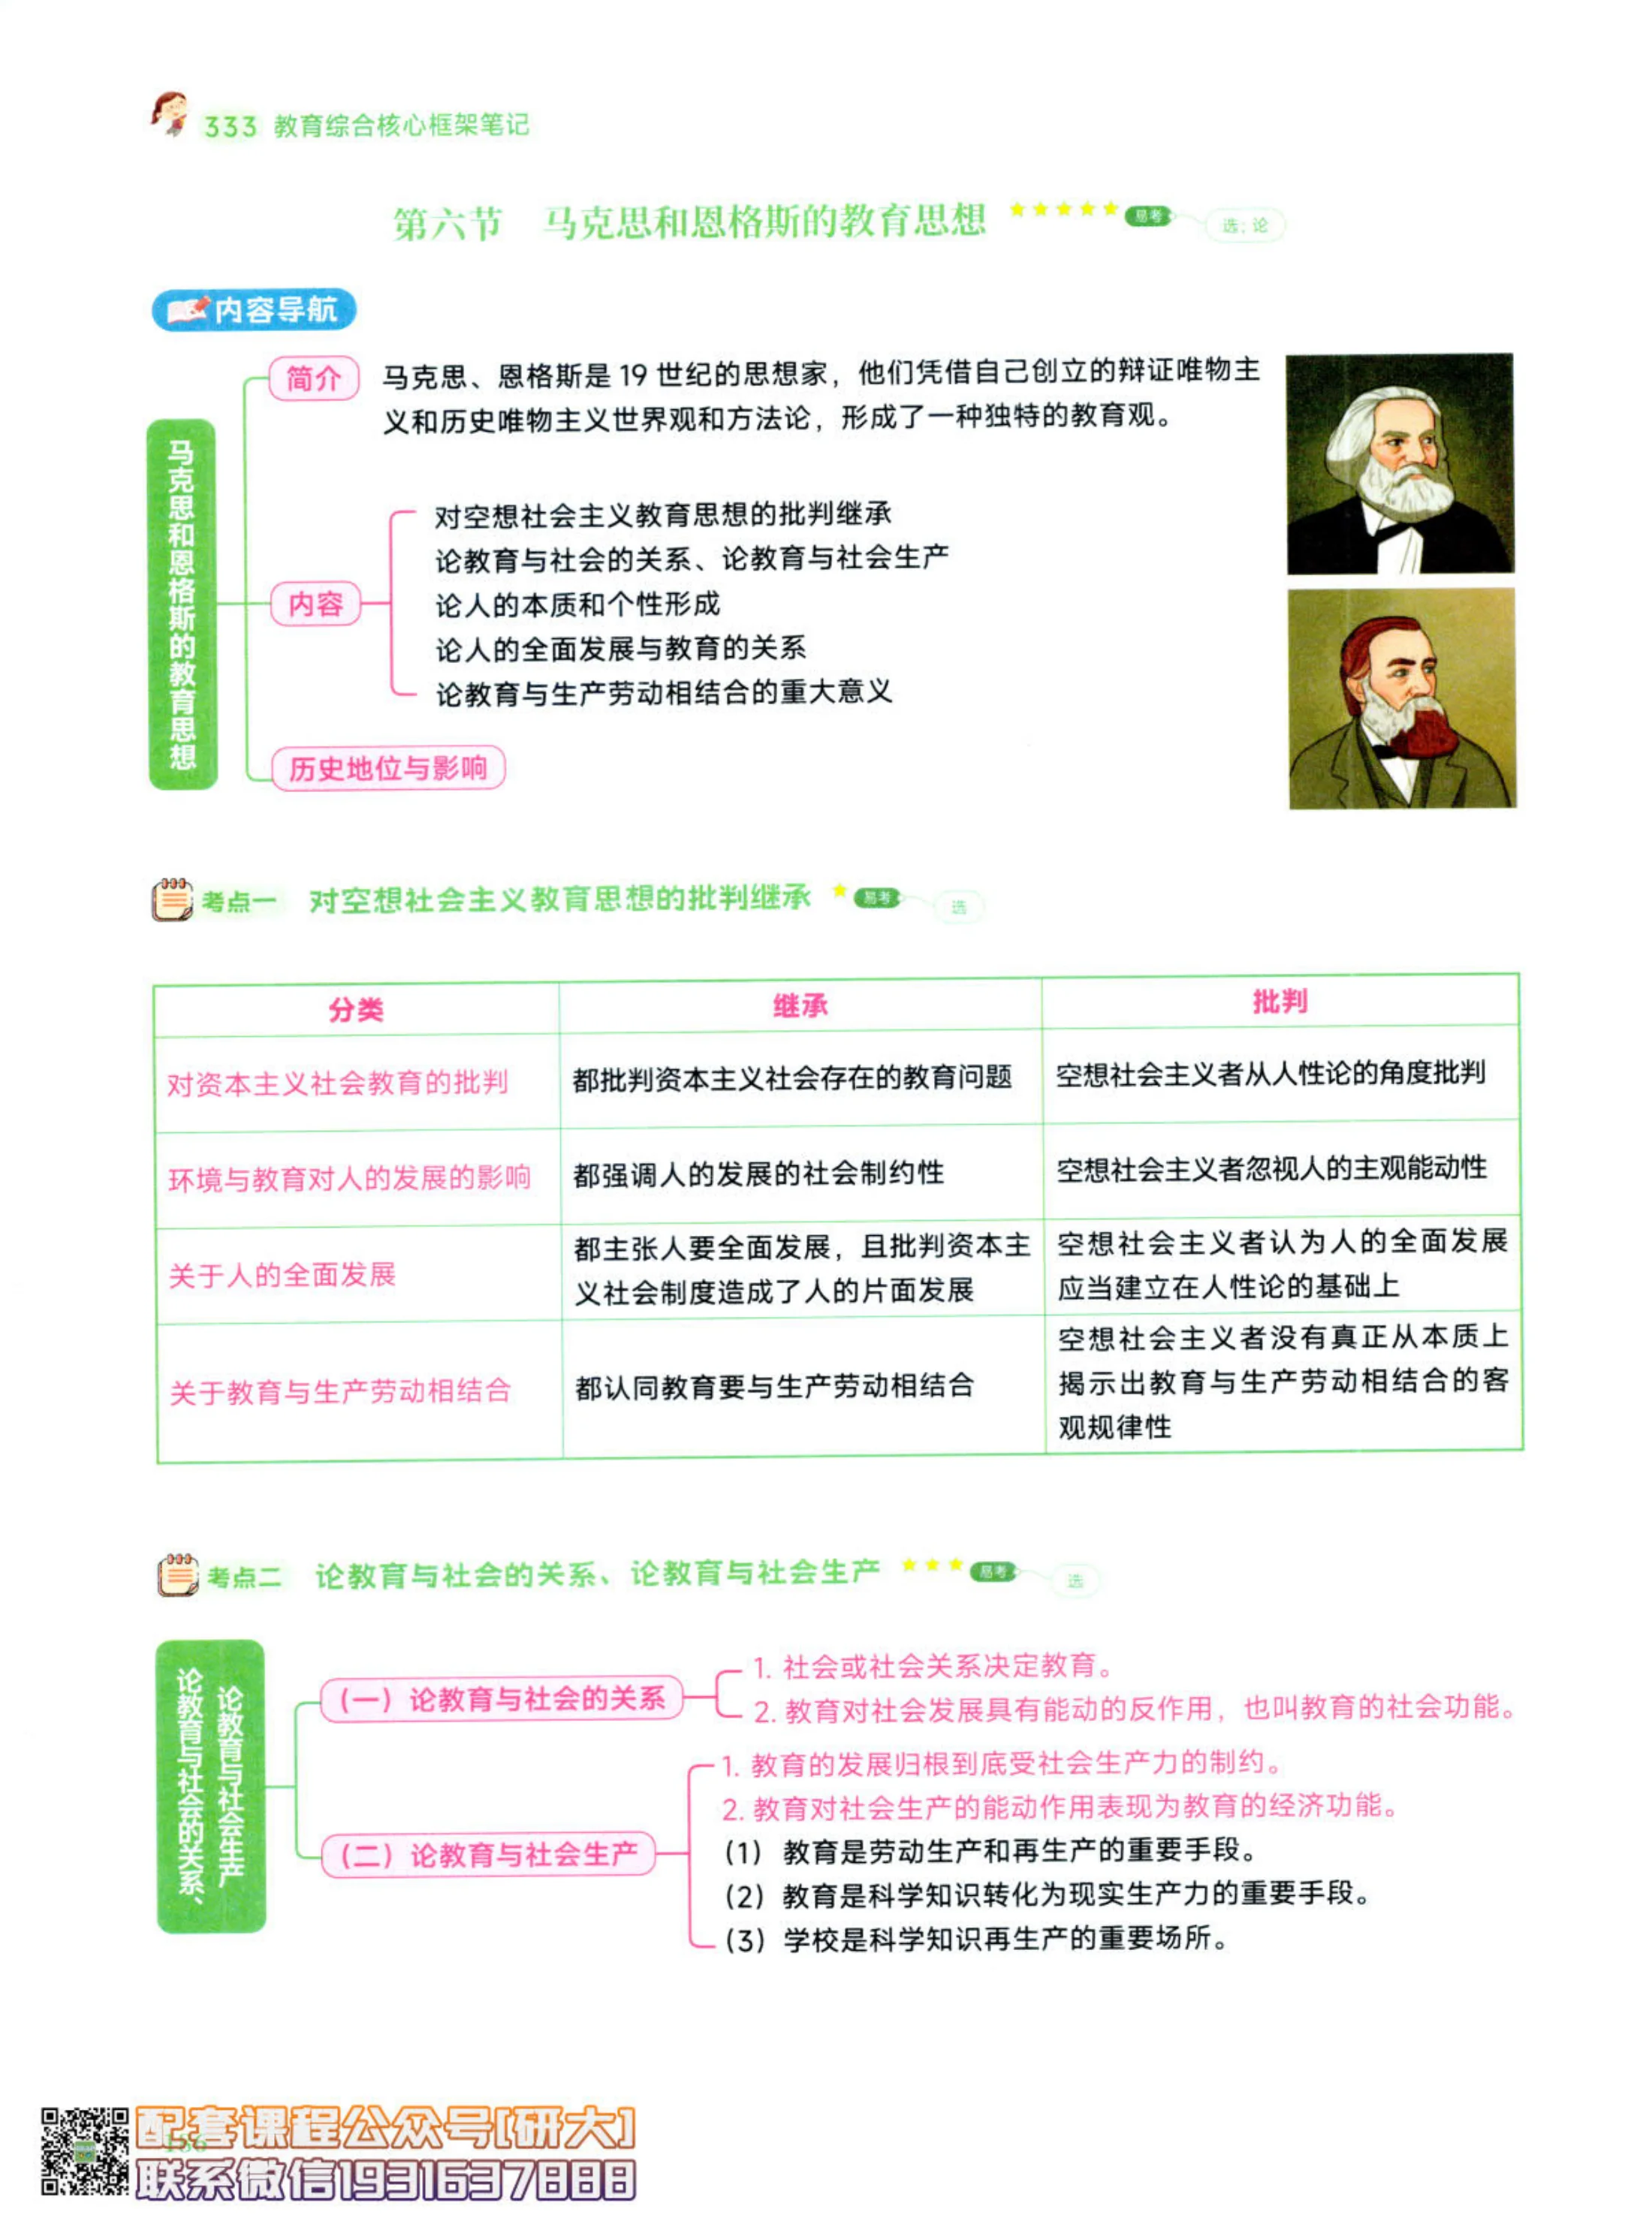 333 教育综合核心框架笔记
第六节 马克思和恩格斯的教育思想 易考 选；论
内容导航
马克思和恩格斯的教育思想
简介
马克思、恩格斯是 19 世纪的思想家，他们凭借自己创立的辩证唯物主
义和历史唯物主义世界观和方法论，形成了一种独特的教育观。
内容
对空想社会主义教育思想的批判继承
论教育与社会的关系、论教育与社会生产
论人的本质和个性形成
论人的全面发展与教育的关系
论教育与生产劳动相结合的重大意义
历史地位与影响
考点一 对空想社会主义教育思想的批判继承 易考 选
分类 继承 批判
对资本主义社会教育的批判 都批判资本主义社会存在的教育问题 空想社会主义者从人性论的角度批判
环境与教育对人的发展的影响 都强调人的发展的社会制约性 空想社会主义者忽视人的主观能动性
关于人的全面发展
都主张人要全面发展，且批判资本主
义社会制度造成了人的片面发展
空想社会主义者认为人的全面发展
应当建立在人性论的基础上
关于教育与生产劳动相结合
都认同教育要与生产劳动相结合
空想社会主义者没有真正从本质上
揭示出教育与生产劳动相结合的客
观规律性
考点二 论教育与社会的关系、论教育与社会生产 易考 选
论教育与社会的关系、
论教育与社会生产
（一）论教育与社会的关系
1. 社会或社会关系决定教育。
2. 教育对社会发展具有能动的反作用，也叫教育的社会功能。
（二）论教育与社会生产
1. 教育的发展归根到底受社会生产力的制约。
2. 教育对社会生产的能动作用表现为教育的经济功能。
（1）教育是劳动生产和再生产的重要手段。
（2）教育是科学知识转化为现实生产力的重要手段。
（3）学校是科学知识再生产的重要场所。
186
配套课程公众号[研大]
联系微信1931637888